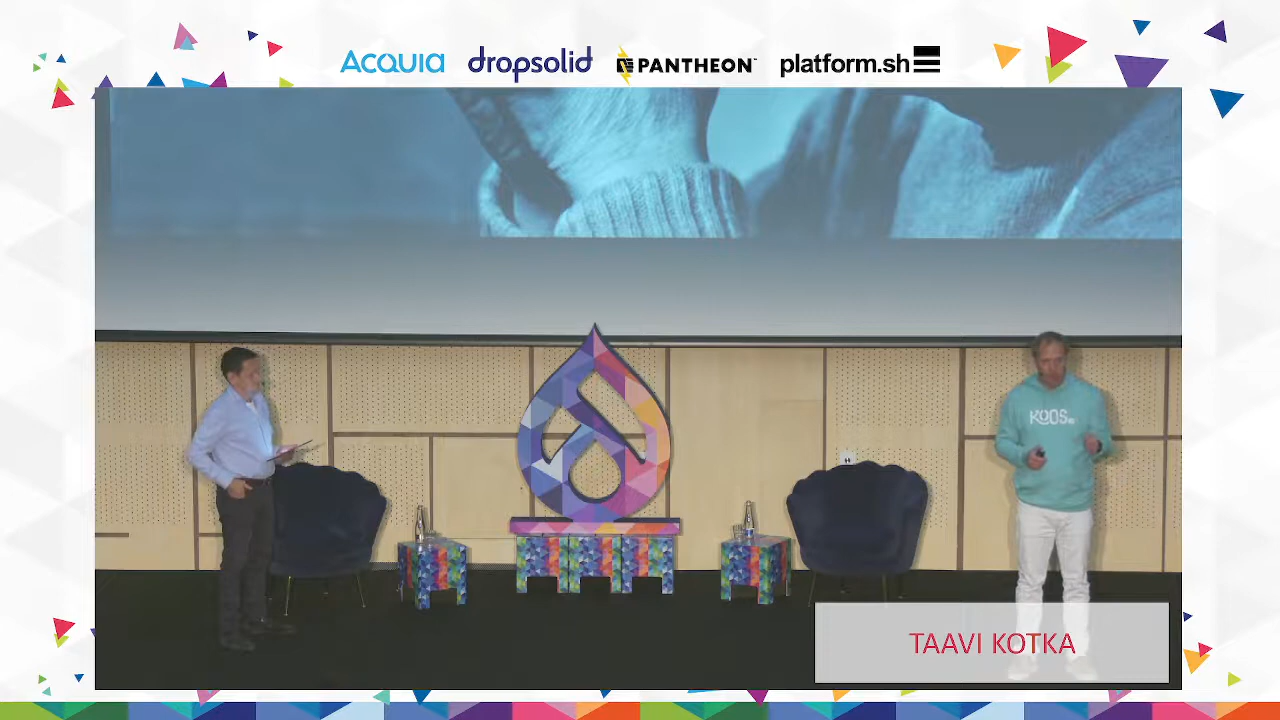 ACQUIA
dropsolid
PANTHEON
platform.sh
KOOS
TAAVI KOTKA